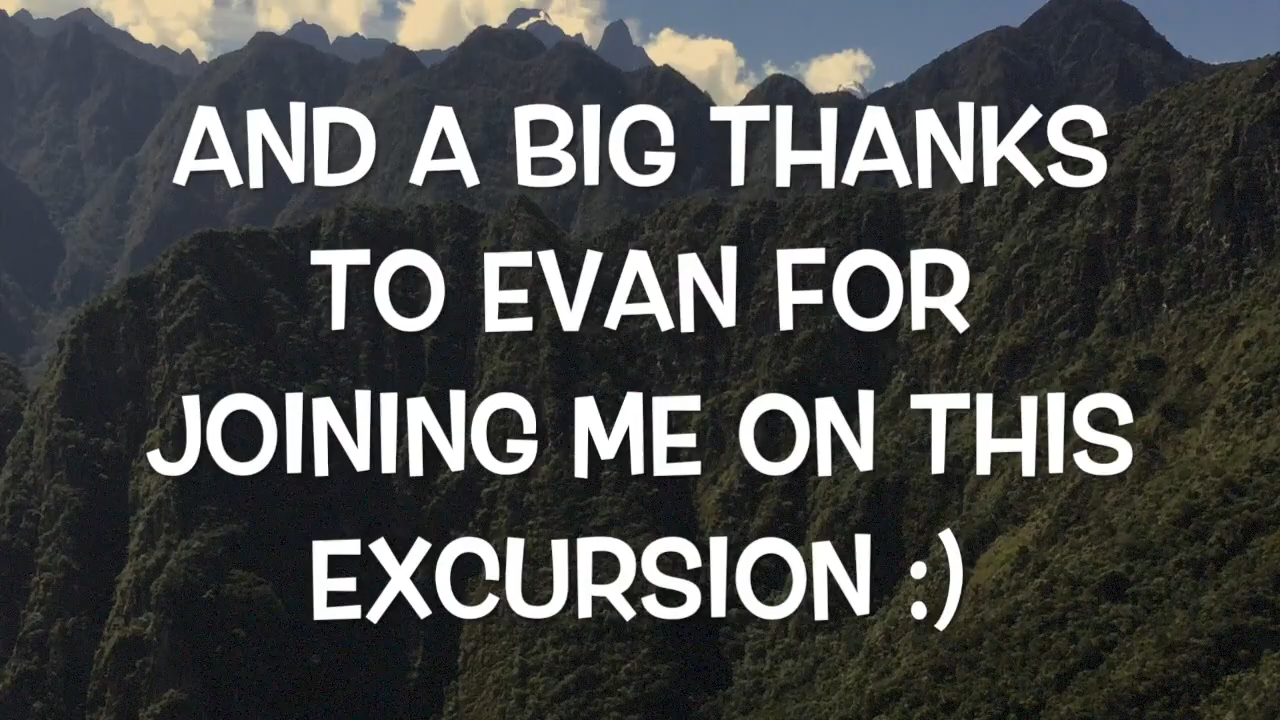 AND A BIG THANKS
TO EVAN FOR
JOINING ME ON THIS
EXCURSION :)